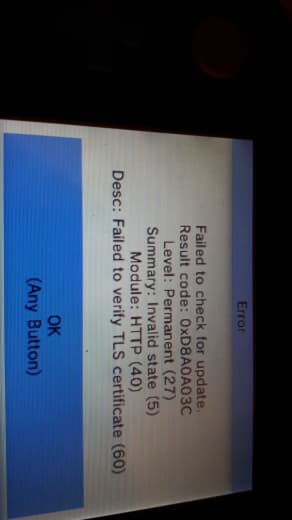 Error
Failed to check for update.
Result code: 0xD8A0A03C
Level: Permanent (27)
Summary: Invalid state (5)
Module: HTTP (40)
Desc: Failed to verify TLS certificate (60)
OK
(Any Button)